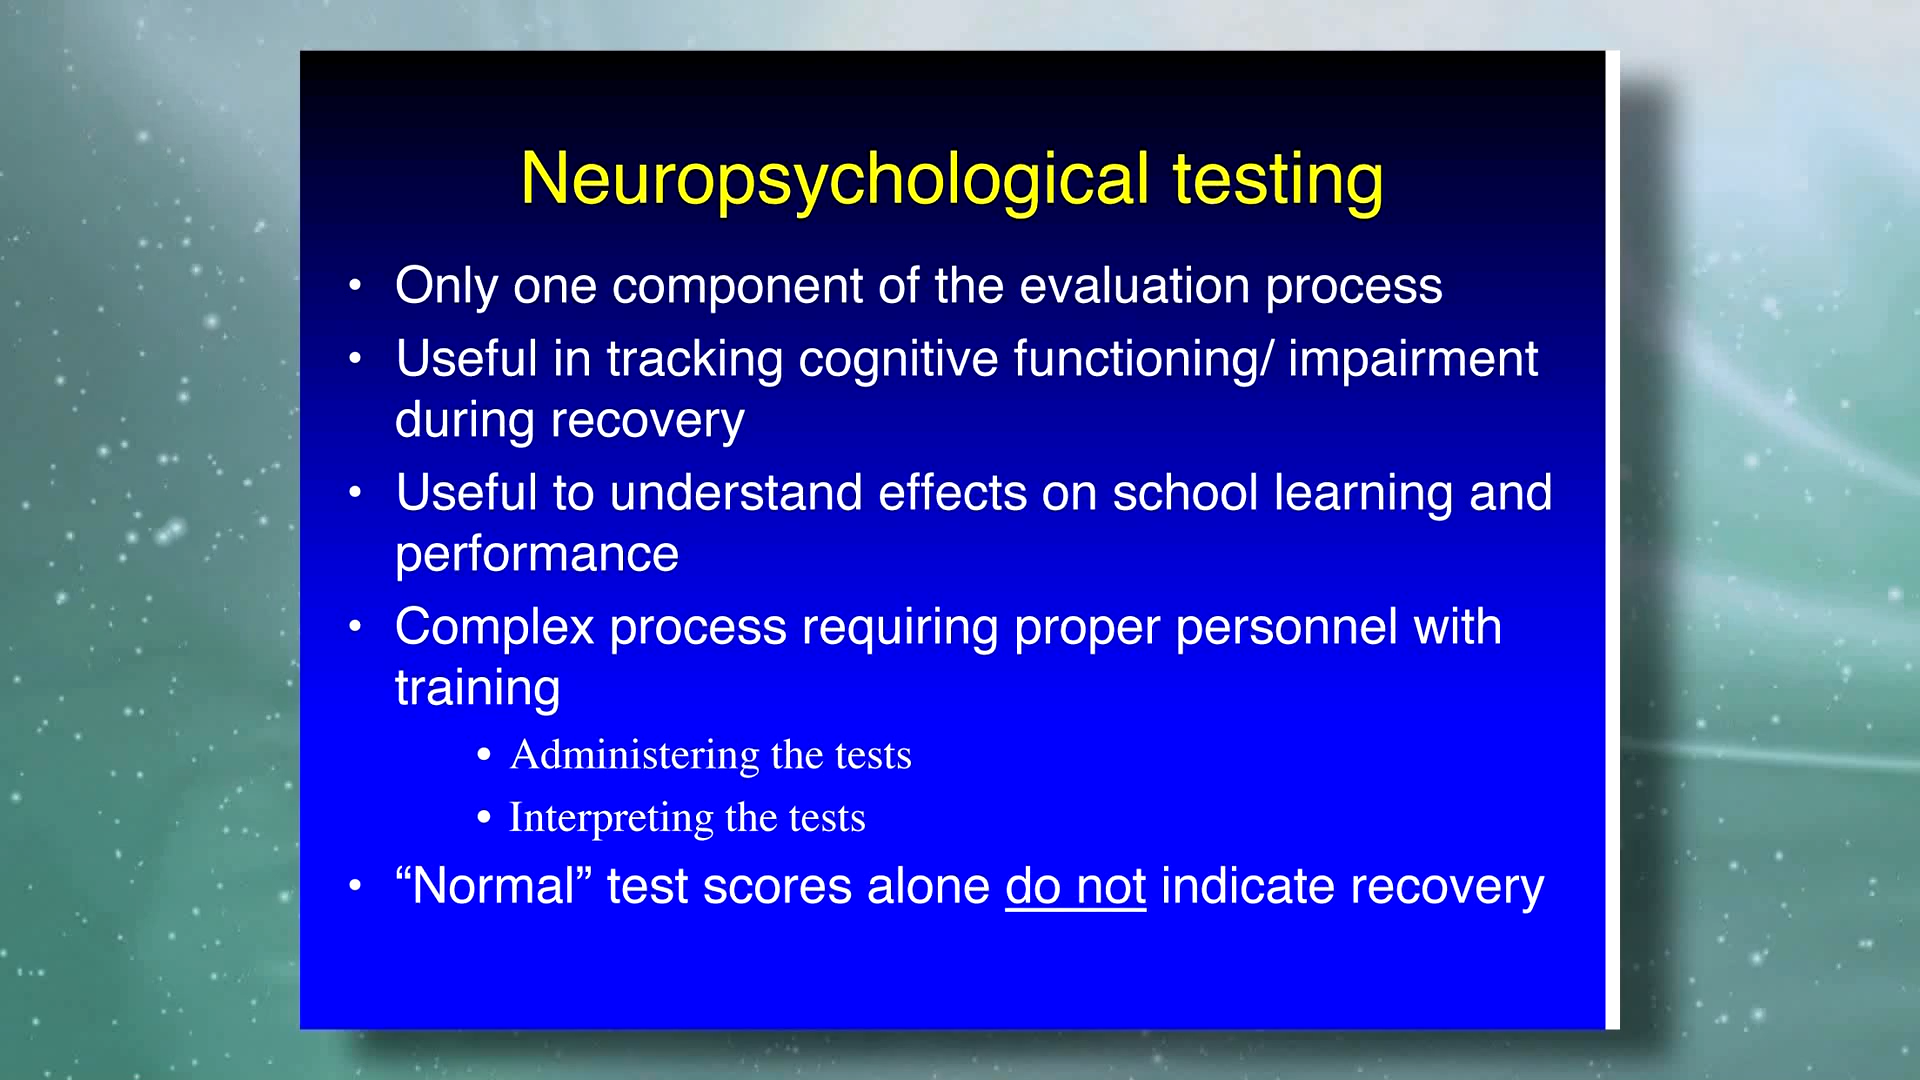 Neuropsychological testing
• Only one component of the evaluation process
• Useful in tracking cognitive functioning/ impairment
during recovery
• Useful to understand effects on school learning and
performance
• Complex process requiring proper personnel with
training
• Administering the tests
• Interpreting the tests
• “Normal” test scores alone do not indicate recovery